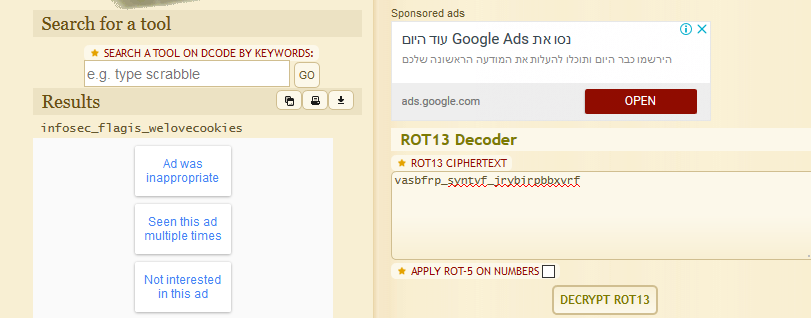 Search for a tool
★ SEARCH A TOOL ON DCODE BY KEYWORDS:
e.g. type scrabble
GO
Results
infosec_flagis_welovecookies
Ad was
inappropriate
Seen this ad
multiple times
Not interested
in this ad
Sponsored ads
נסו את Google Ads עוד היום
הירשמו כבר היום ותוכלו להעלות את המודעה הראשונה שלכם
ads.google.com
OPEN
ROT13 Decoder
★ ROT13 CIPHERTEXT
vasbfrp_syntvf_jrybirpbbxvrf
★ APPLY ROT-5 ON NUMBERS
DECRYPT ROT13